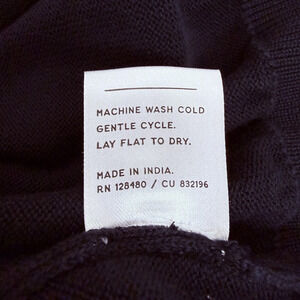 MACHINE WASH COLD
GENTLE CYCLE.
LAY FLAT TO DRY.
MADE IN INDIA.
RN 128480 / CU 832196